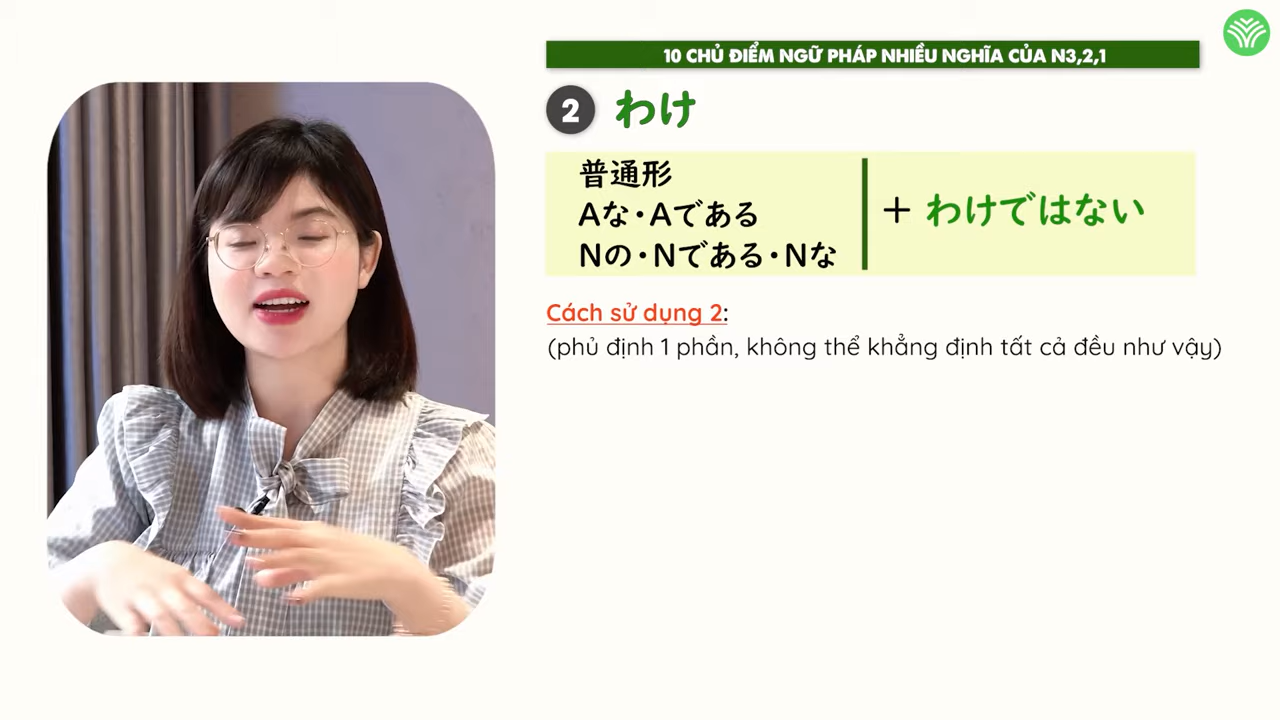 10 CHỦ ĐIỂM NGỮ PHÁP NHIỀU NGHĨA CỦA N3,2,1
2 わけ
普通形
Aな・Aである
Nの・Nである・Nな
+ わけではない
Cách sử dụng 2:
(phủ định 1 phần, không thể khẳng định tất cả đều như vậy)